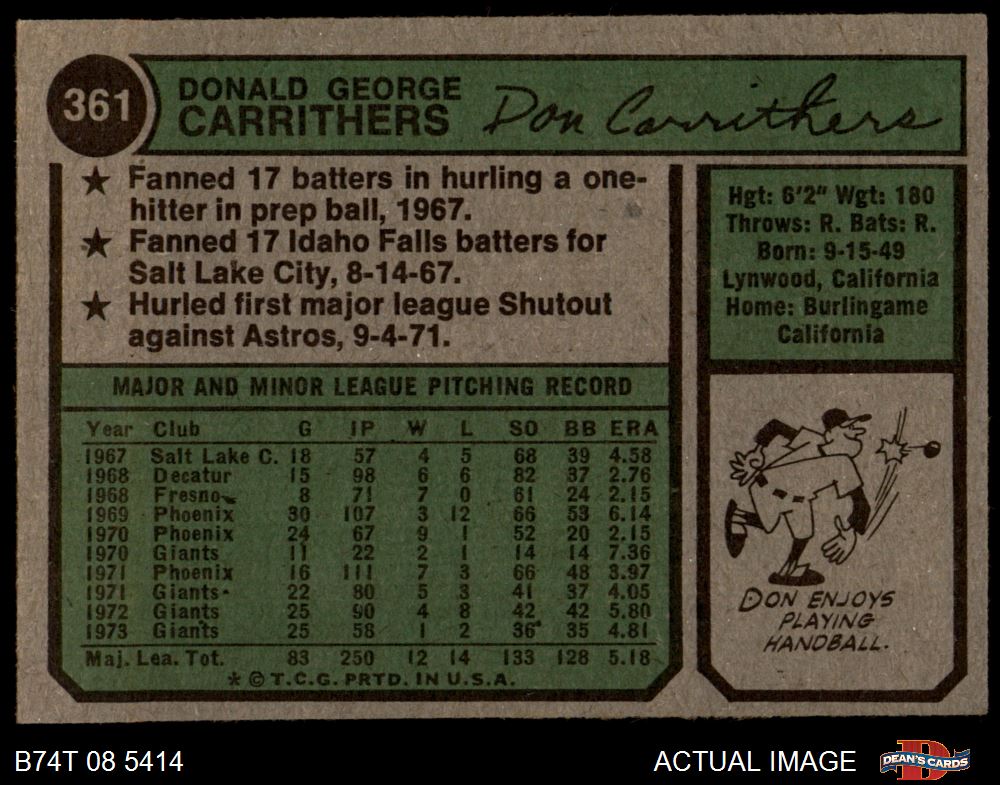 361
DONALD GEORGE
CARRITHERS
Don Carrithers
★ Fanned 17 batters in hurling a one-
hitter in prep ball, 1967.
★ Fanned 17 Idaho Falls batters for
Salt Lake City, 8-14-67.
★ Hurled first major league Shutout
against Astros, 9-4-71.
Hgt: 6'2" Wgt: 180
Throws: R. Bats: R.
Born: 9-15-49
Lynwood, California
Home: Burlingame
California
MAJOR AND MINOR LEAGUE PITCHING RECORD
Year Club G IP W L SO BB ERA
1967 Salt Lake C. 18 57 4 5 68 39 4.58
1968 Decatur 15 98 6 6 82 37 2.76
1968 Fresno 8 71 7 0 61 24 2.15
1969 Phoenix 30 107 3 12 66 53 6.14
1970 Phoenix 24 67 9 1 52 20 2.15
1970 Giants 11 22 2 1 14 14 7.36
1971 Phoenix 16 111 7 3 66 48 3.97
1971 Giants 22 80 5 3 41 37 4.05
1972 Giants 25 90 4 8 42 42 5.80
1973 Giants 25 58 1 2 36 35 4.81
Maj. Lea. Tot. 83 250 12 14 133 128 5.18
* © T.C.G. PRTD. IN U.S.A.
DON ENJOYS
PLAYING
HANDBALL.
B74T 08 5414
ACTUAL IMAGE
DEAN'S CARDS